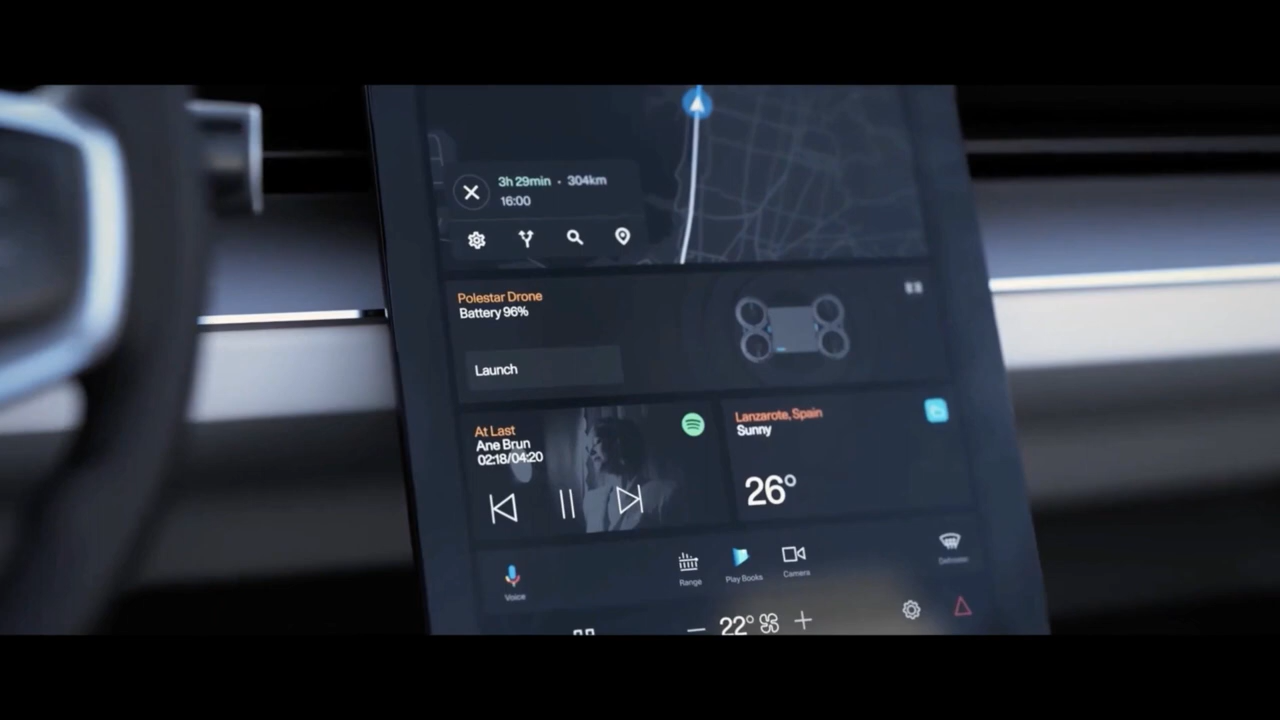 3h 29min · 304km
16:00
Polestar Drone
Battery 96%
Launch
At Last
Ane Brun
02:18/04:20
Lanzarote, Spain
Sunny
26°
Voice
Range
Play Books
Camera
Defroster
22°